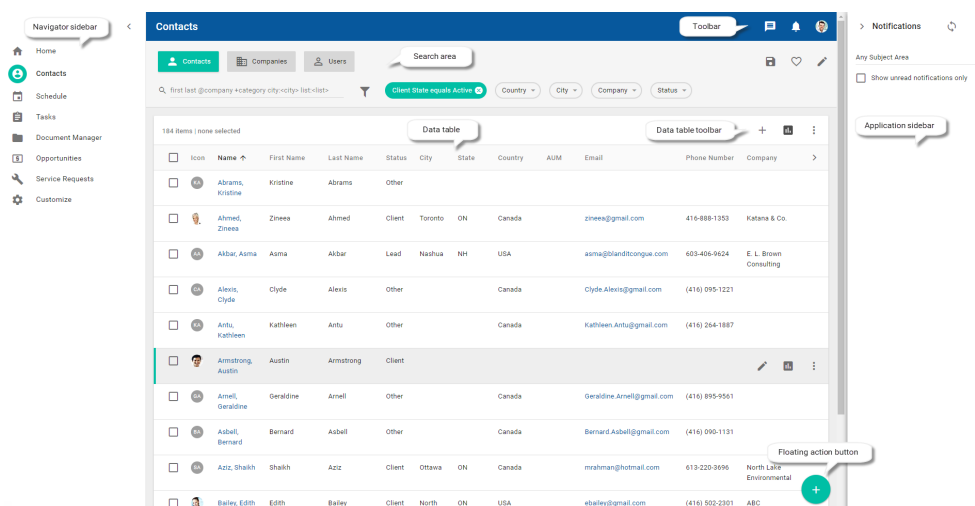 Navigator sidebar
Home
Contacts
Schedule
Tasks
Document Manager
Opportunities
Service Requests
Customize
Contacts
Toolbar
Contacts Companies Users
Search area
first last @company +category city:<city> list:<list>
Client State equals Active Country City Company Status
184 items | none selected
Data table
Data table toolbar
Icon Name First Name Last Name Status City State Country AUM Email Phone Number Company
KA Abrams, Kristine Abrams Other
Kristine
Ahmed, Zineea Ahmed Client Toronto ON Canada zineea@gmail.com 416-888-1353 Katana & Co.
Zineea
AA Akbar, Asma Asma Akbar Lead Nashua NH USA asma@blanditcongue.com 603-406-9624 E. L. Brown
Consulting
CA Alexis, Clyde Alexis Other Canada Clyde.Alexis@gmail.com (416) 095-1221
Clyde
KA Antu, Kathleen Antu Other Canada Kathleen.Antu@gmail.com (416) 264-1887
Kathleen
Armstrong, Austin Armstrong Client
Austin
GA Arnell, Geraldine Arnell Other Canada Geraldine.Arnell@gmail.com (416) 895-9561
Geraldine
BA Asbell, Bernard Asbell Other Canada Bernard.Asbell@gmail.com (416) 090-1131
Bernard
Floating action button
SA Aziz, Shaikh Shaikh Aziz Client Ottawa ON Canada mrahman@hotmail.com 613-220-3696 North Lake
Environmental
Bailey, Edith Edith Bailey Client North ON USA ebailey@gmail.com (416) 502-2301 ABC
Notifications
Any Subject Area
Show unread notifications only
Application sidebar